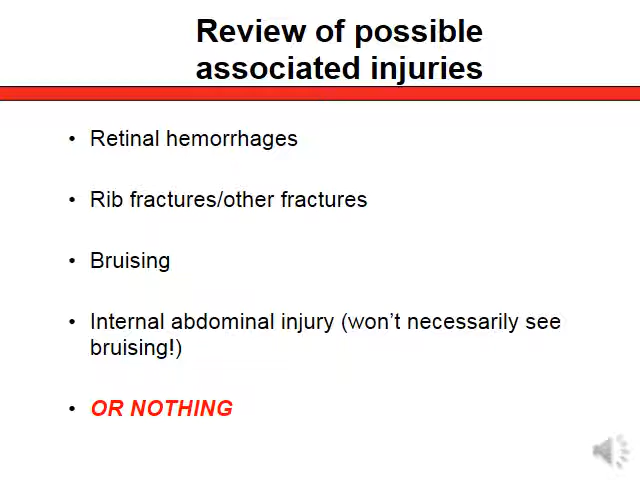 Review of possible
associated injuries
• Retinal hemorrhages
• Rib fractures/other fractures
• Bruising
• Internal abdominal injury (won't necessarily see
bruising!)
• OR NOTHING